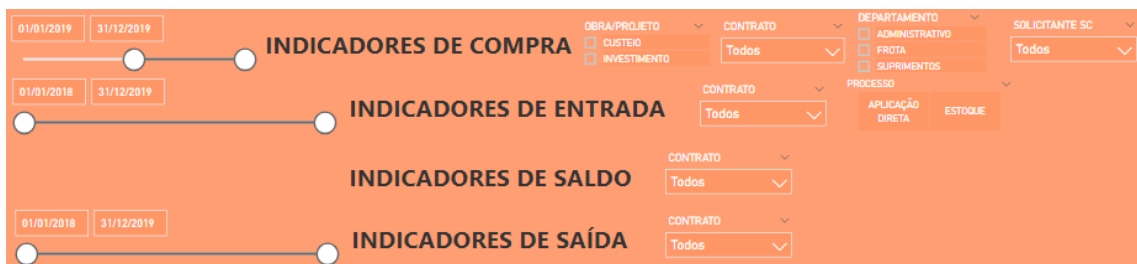 01/01/2019 31/12/2019
INDICADORES DE COMPRA
OBRA/PROJETO
CUSTEIO
INVESTIMENTO
CONTRATO
Todos
DEPARTAMENTO
ADMINISTRATIVO
FROTA
SUPRIMENTOS
SOLICITANTE SC
Todos
01/01/2018 31/12/2019
INDICADORES DE ENTRADA
CONTRATO
Todos
PROCESSO
APLICAÇÃO
DIRETA
ESTOQUE
INDICADORES DE SALDO
CONTRATO
Todos
01/01/2018 31/12/2019
INDICADORES DE SAÍDA
CONTRATO
Todos